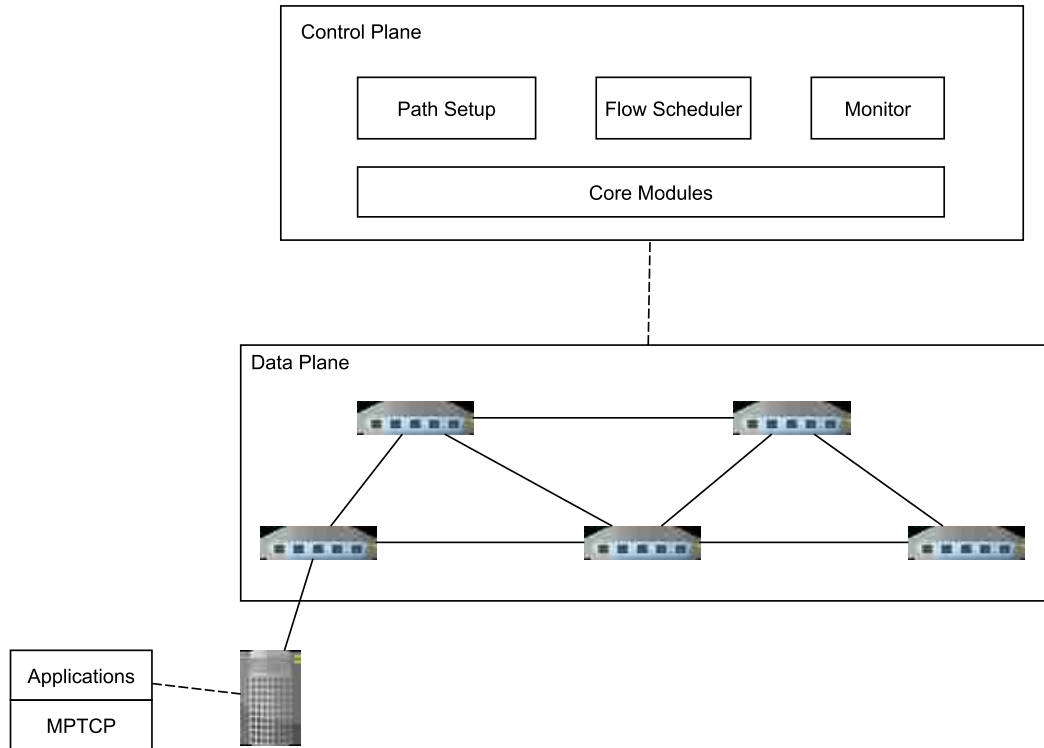 Control Plane
Path Setup
Flow Scheduler
Monitor
Core Modules
Data Plane
Applications
MPTCP